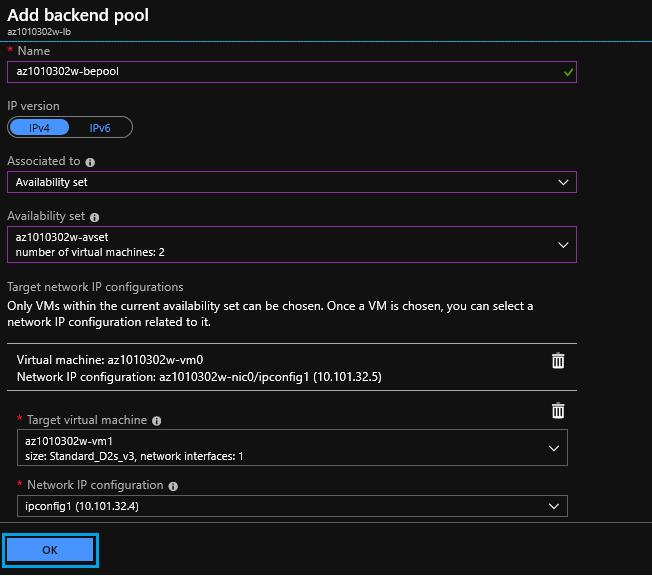 Add backend pool
az1010302w-lb
* Name
az1010302w-bepool
IP version
IPv4 IPv6
Associated to
Availability set
Availability set
az1010302w-avset
number of virtual machines: 2
Target network IP configurations
Only VMs within the current availability set can be chosen. Once a VM is chosen, you can select a
network IP configuration related to it.
Virtual machine: az1010302w-vm0
Network IP configuration: az1010302w-nic0/ipconfig1 (10.101.32.5)
* Target virtual machine
az1010302w-vm1
size: Standard_D2s_v3, network interfaces: 1
* Network IP configuration
ipconfig1 (10.101.32.4)
OK